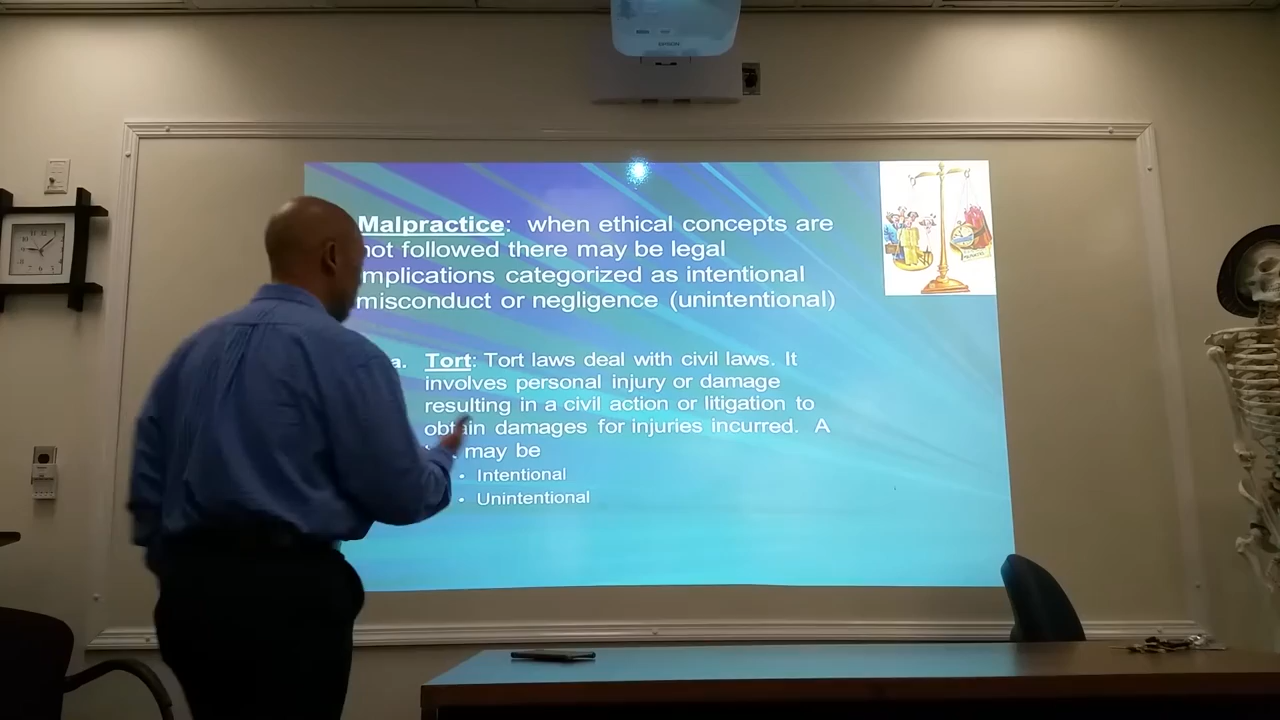 EPSON
Malpractice: when ethical concepts are
not followed there may be legal
implications categorized as intentional
misconduct or negligence (unintentional)
a. Tort: Tort laws deal with civil laws. It
involves personal injury or damage
resulting in a civil action or litigation to
obtain damages for injuries incurred. A
may be
• Intentional
• Unintentional